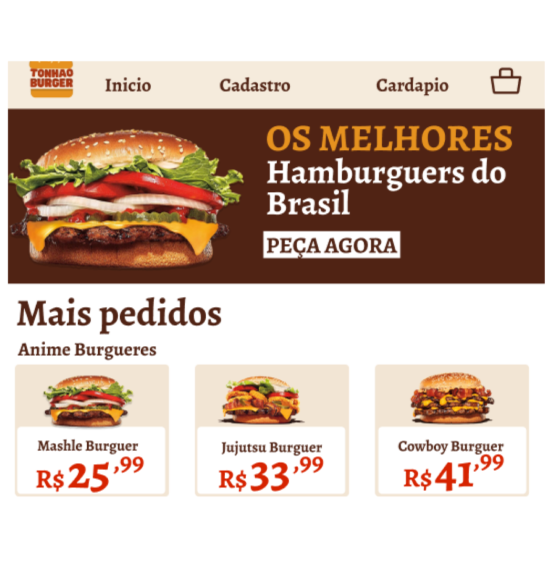 TONHAO
BURGER
Inicio
Cadastro
Cardapio
OS MELHORES
Hamburguers do
Brasil
PEÇA AGORA
Mais pedidos
Anime Burgueres
Mashle Burguer
R$25,99
Jujutsu Burguer
R$33,99
Cowboy Burguer
R$41,99